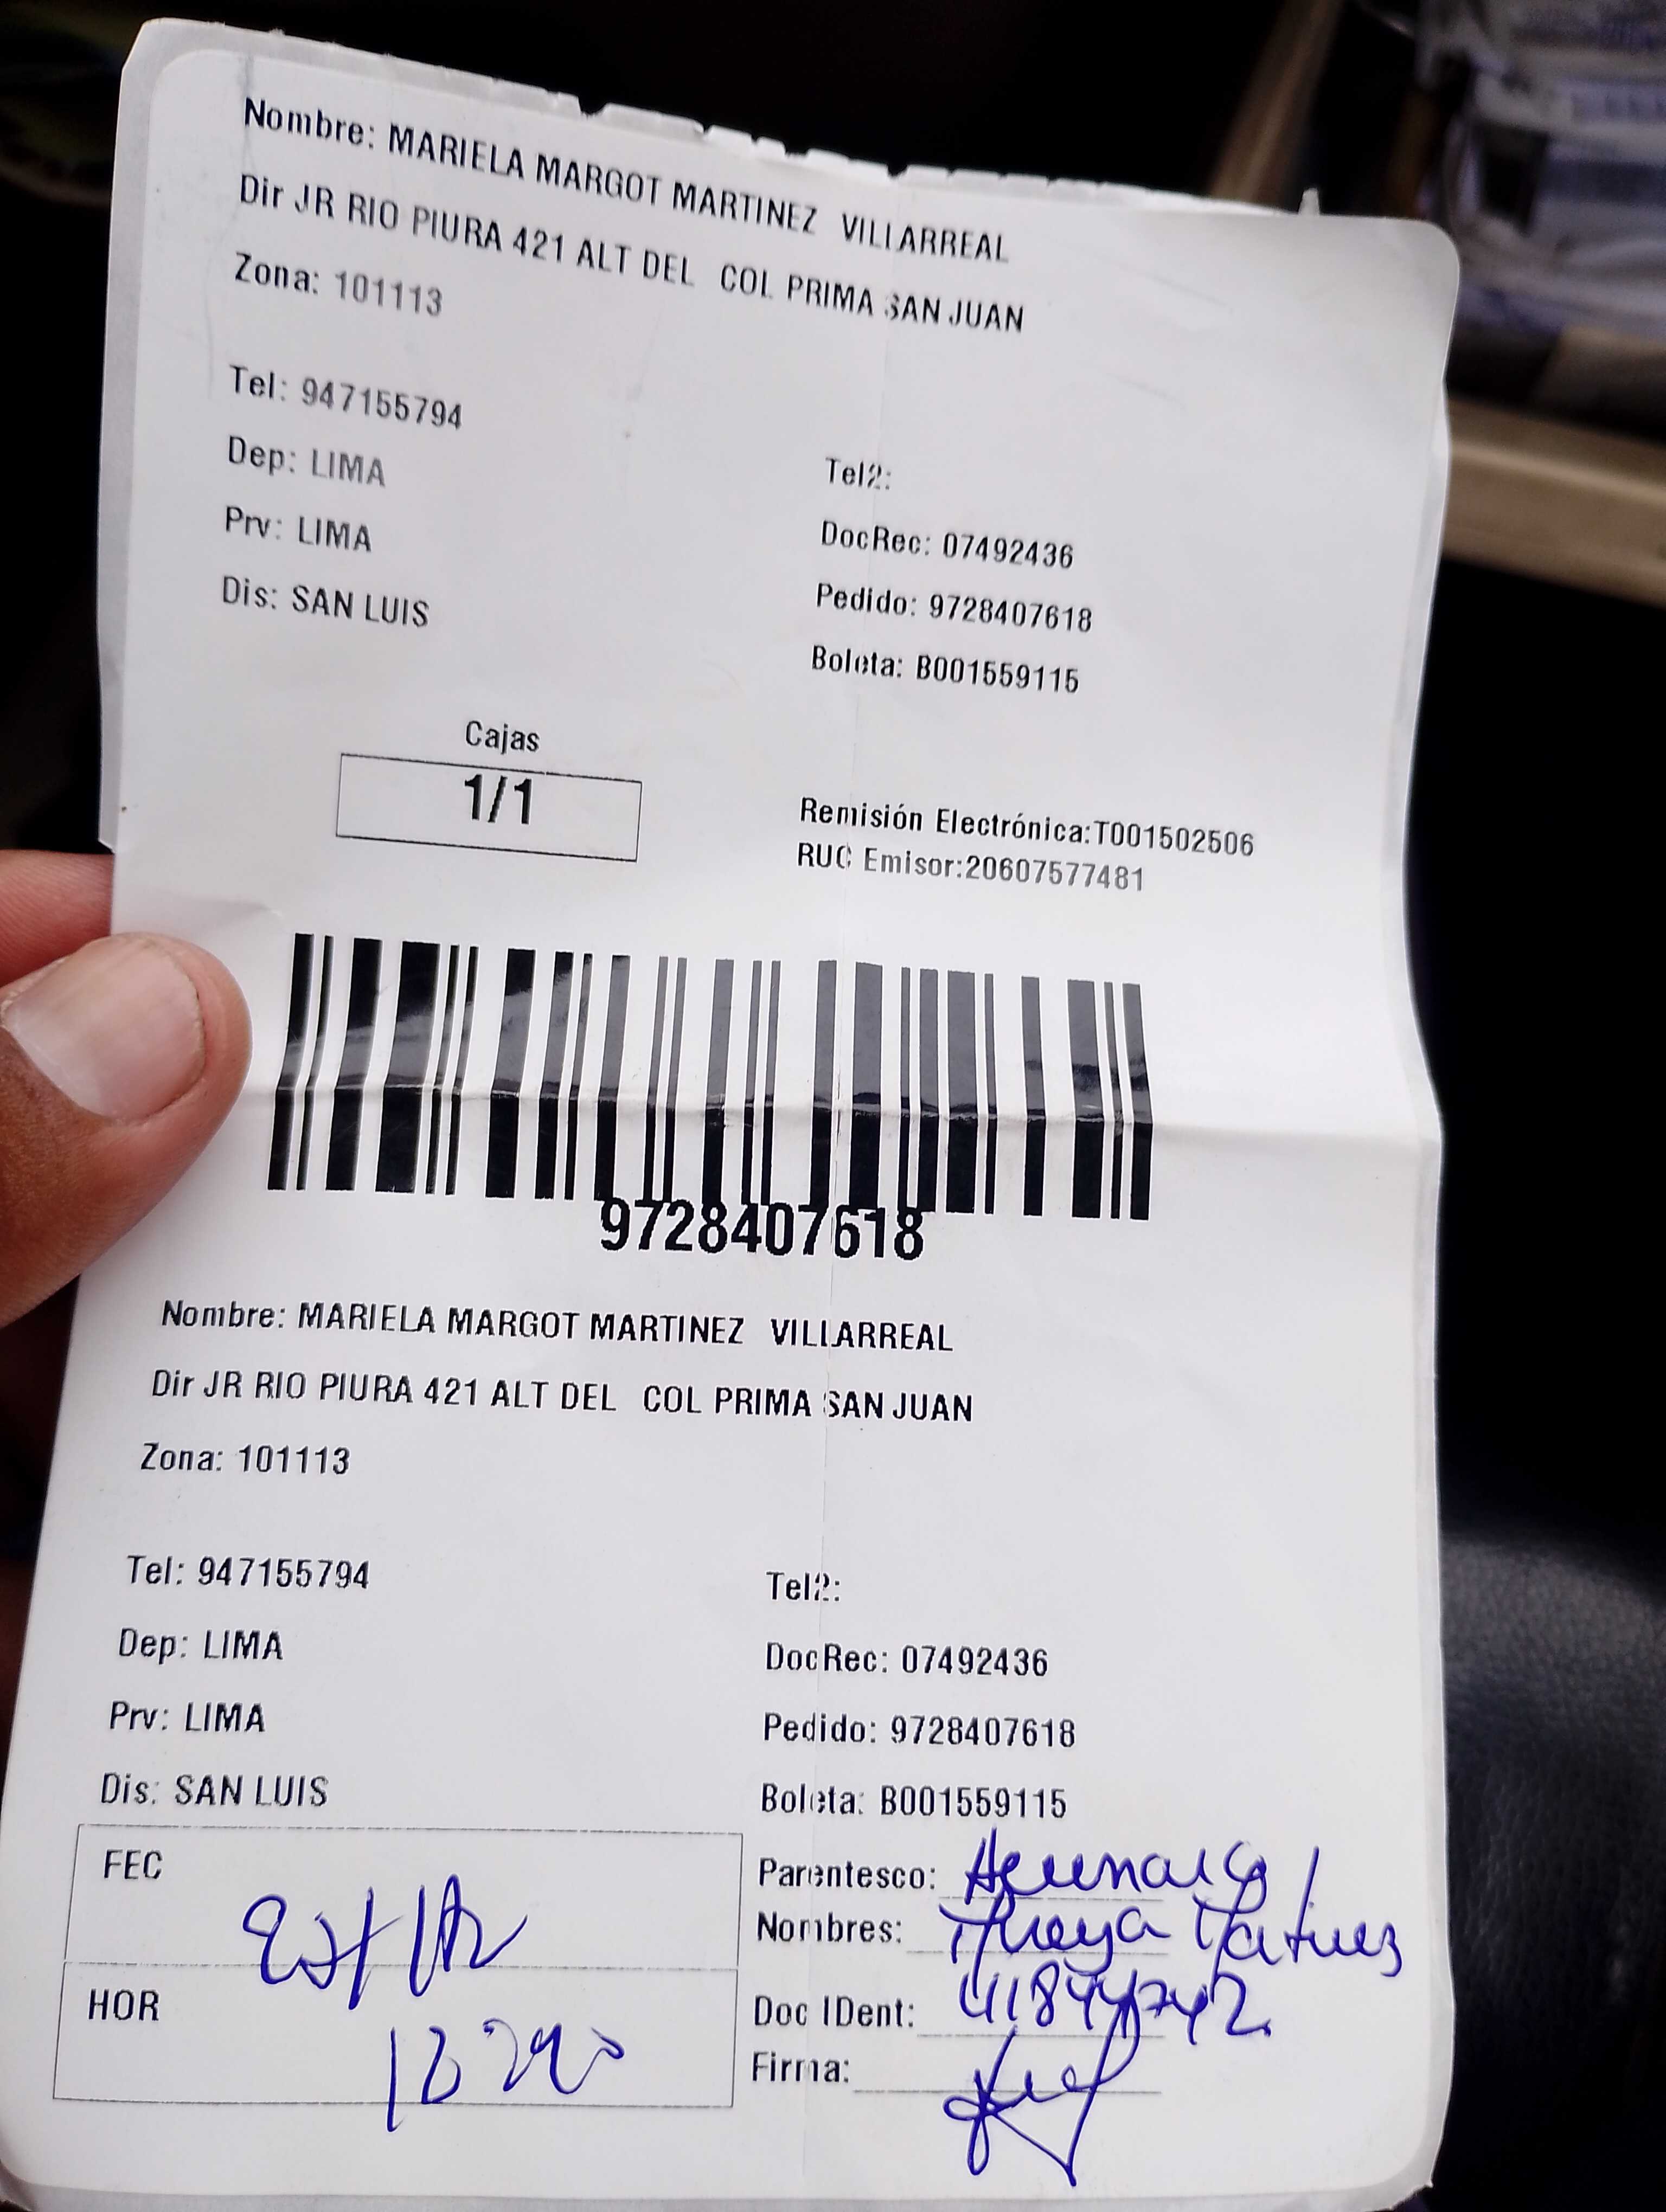 Nombre: MARIELA MARGOT MARTINEZ VILLARREAL
Dir JR RIO PIURA 421 ALT DEL COL PRIMA SAN JUAN
Zona: 101113
Tel: 947155794
Tel2:
Dep: LIMA
DocRec: 07492436
Prv: LIMA
Pedido: 9728407618
Dis: SAN LUIS
Boleta: B001559115
Cajas
1/1
Remisión Electrónica:T001502506
RUC Emisor:20607577481
9728407618
Nombre: MARIELA MARGOT MARTINEZ VILLARREAL
Dir JR RIO PIURA 421 ALT DEL COL PRIMA SAN JUAN
Zona: 101113
Tel: 947155794
Tel2:
Dep: LIMA
DocRec: 07492436
Prv: LIMA
Pedido: 9728407618
Dis: SAN LUIS
Boleta: B001559115
FEC
Parentesco:
Nombres:
HOR
Doc IDent:
Firma: